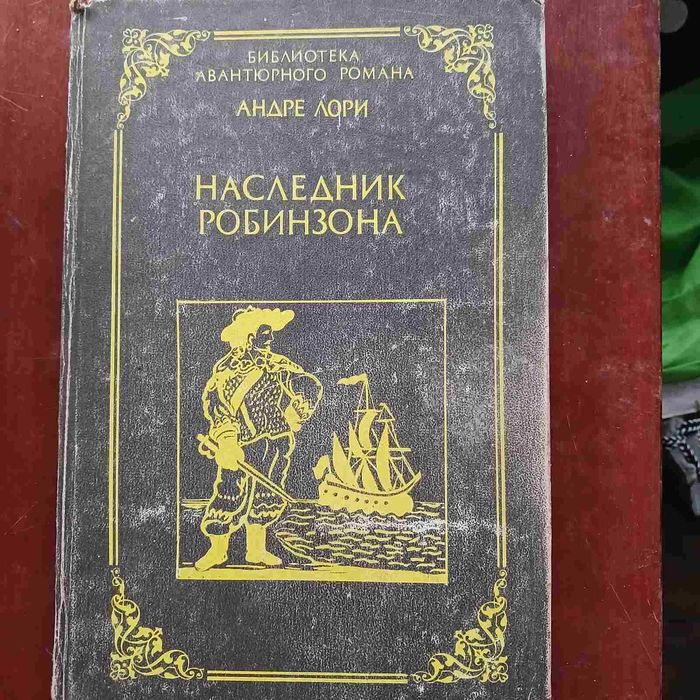 БИБЛИОТЕКА
АВАНТЮРНОГО РОМАНА
АНДРЕ ЛОРИ
НАСЛЕДНИК
РОБИНЗОНА